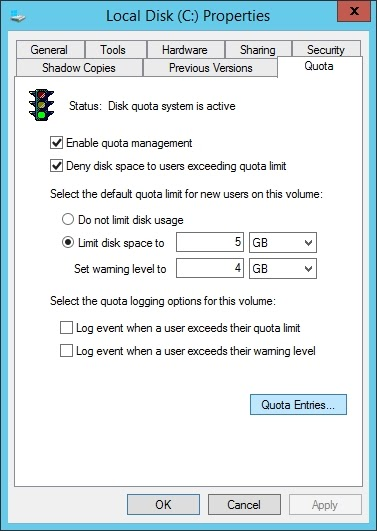 Local Disk (C:) Properties
x
General Tools Hardware Sharing Security
Shadow Copies Previous Versions Quota
Status: Disk quota system is active
Enable quota management
Deny disk space to users exceeding quota limit
Select the default quota limit for new users on this volume:
Do not limit disk usage
Limit disk space to 5 GB
Set warning level to 4 GB
Select the quota logging options for this volume:
Log event when a user exceeds their quota limit
Log event when a user exceeds their warning level
Quota Entries...
OK Cancel Apply